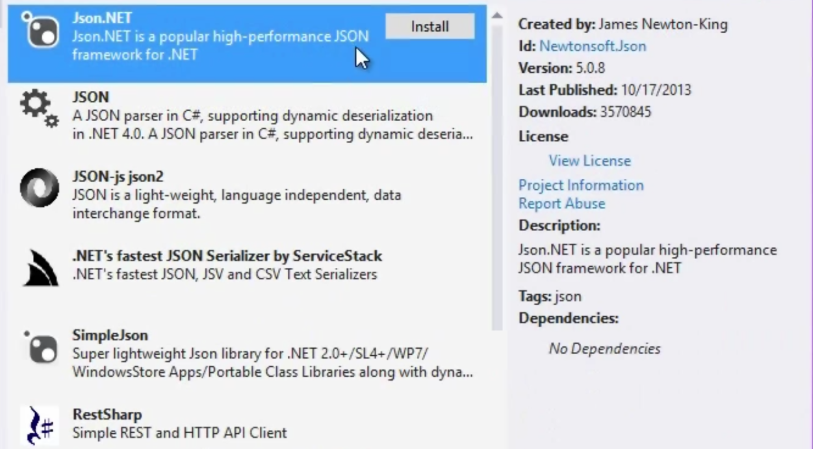 Json.NET
Install
Json.NET is a popular high-performance JSON
framework for .NET
JSON
A JSON parser in C#, supporting dynamic deserialization
in .NET 4.0. A JSON parser in C#, supporting dynamic deseria...
JSON-js json2
JSON is a light-weight, language independent, data
interchange format.
.NET's fastest JSON Serializer by ServiceStack
.NET's fastest JSON, JSV and CSV Text Serializers
SimpleJson
Super lightweight Json library for .NET 2.0+/SL4+/WP7/
WindowsStore Apps/Portable Class Libraries along with dyna...
RestSharp
Simple REST and HTTP API Client
Created by: James Newton-King
Id: Newtonsoft.Json
Version: 5.0.8
Last Published: 10/17/2013
Downloads: 3570845
License
View License
Project Information
Report Abuse
Description:
Json.NET is a popular high-performance
JSON framework for .NET
Tags: json
Dependencies:
No Dependencies